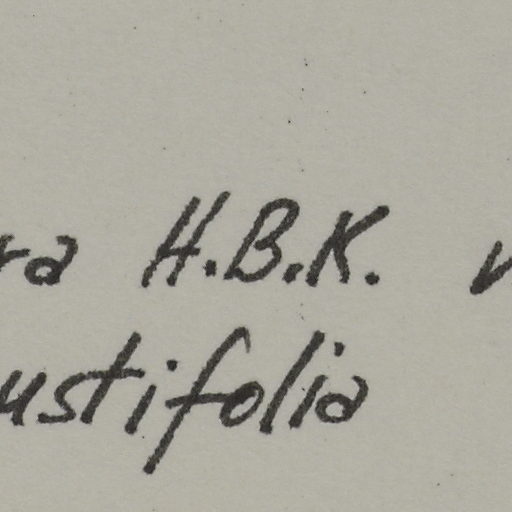 ra H.B.K. v
ustifolia